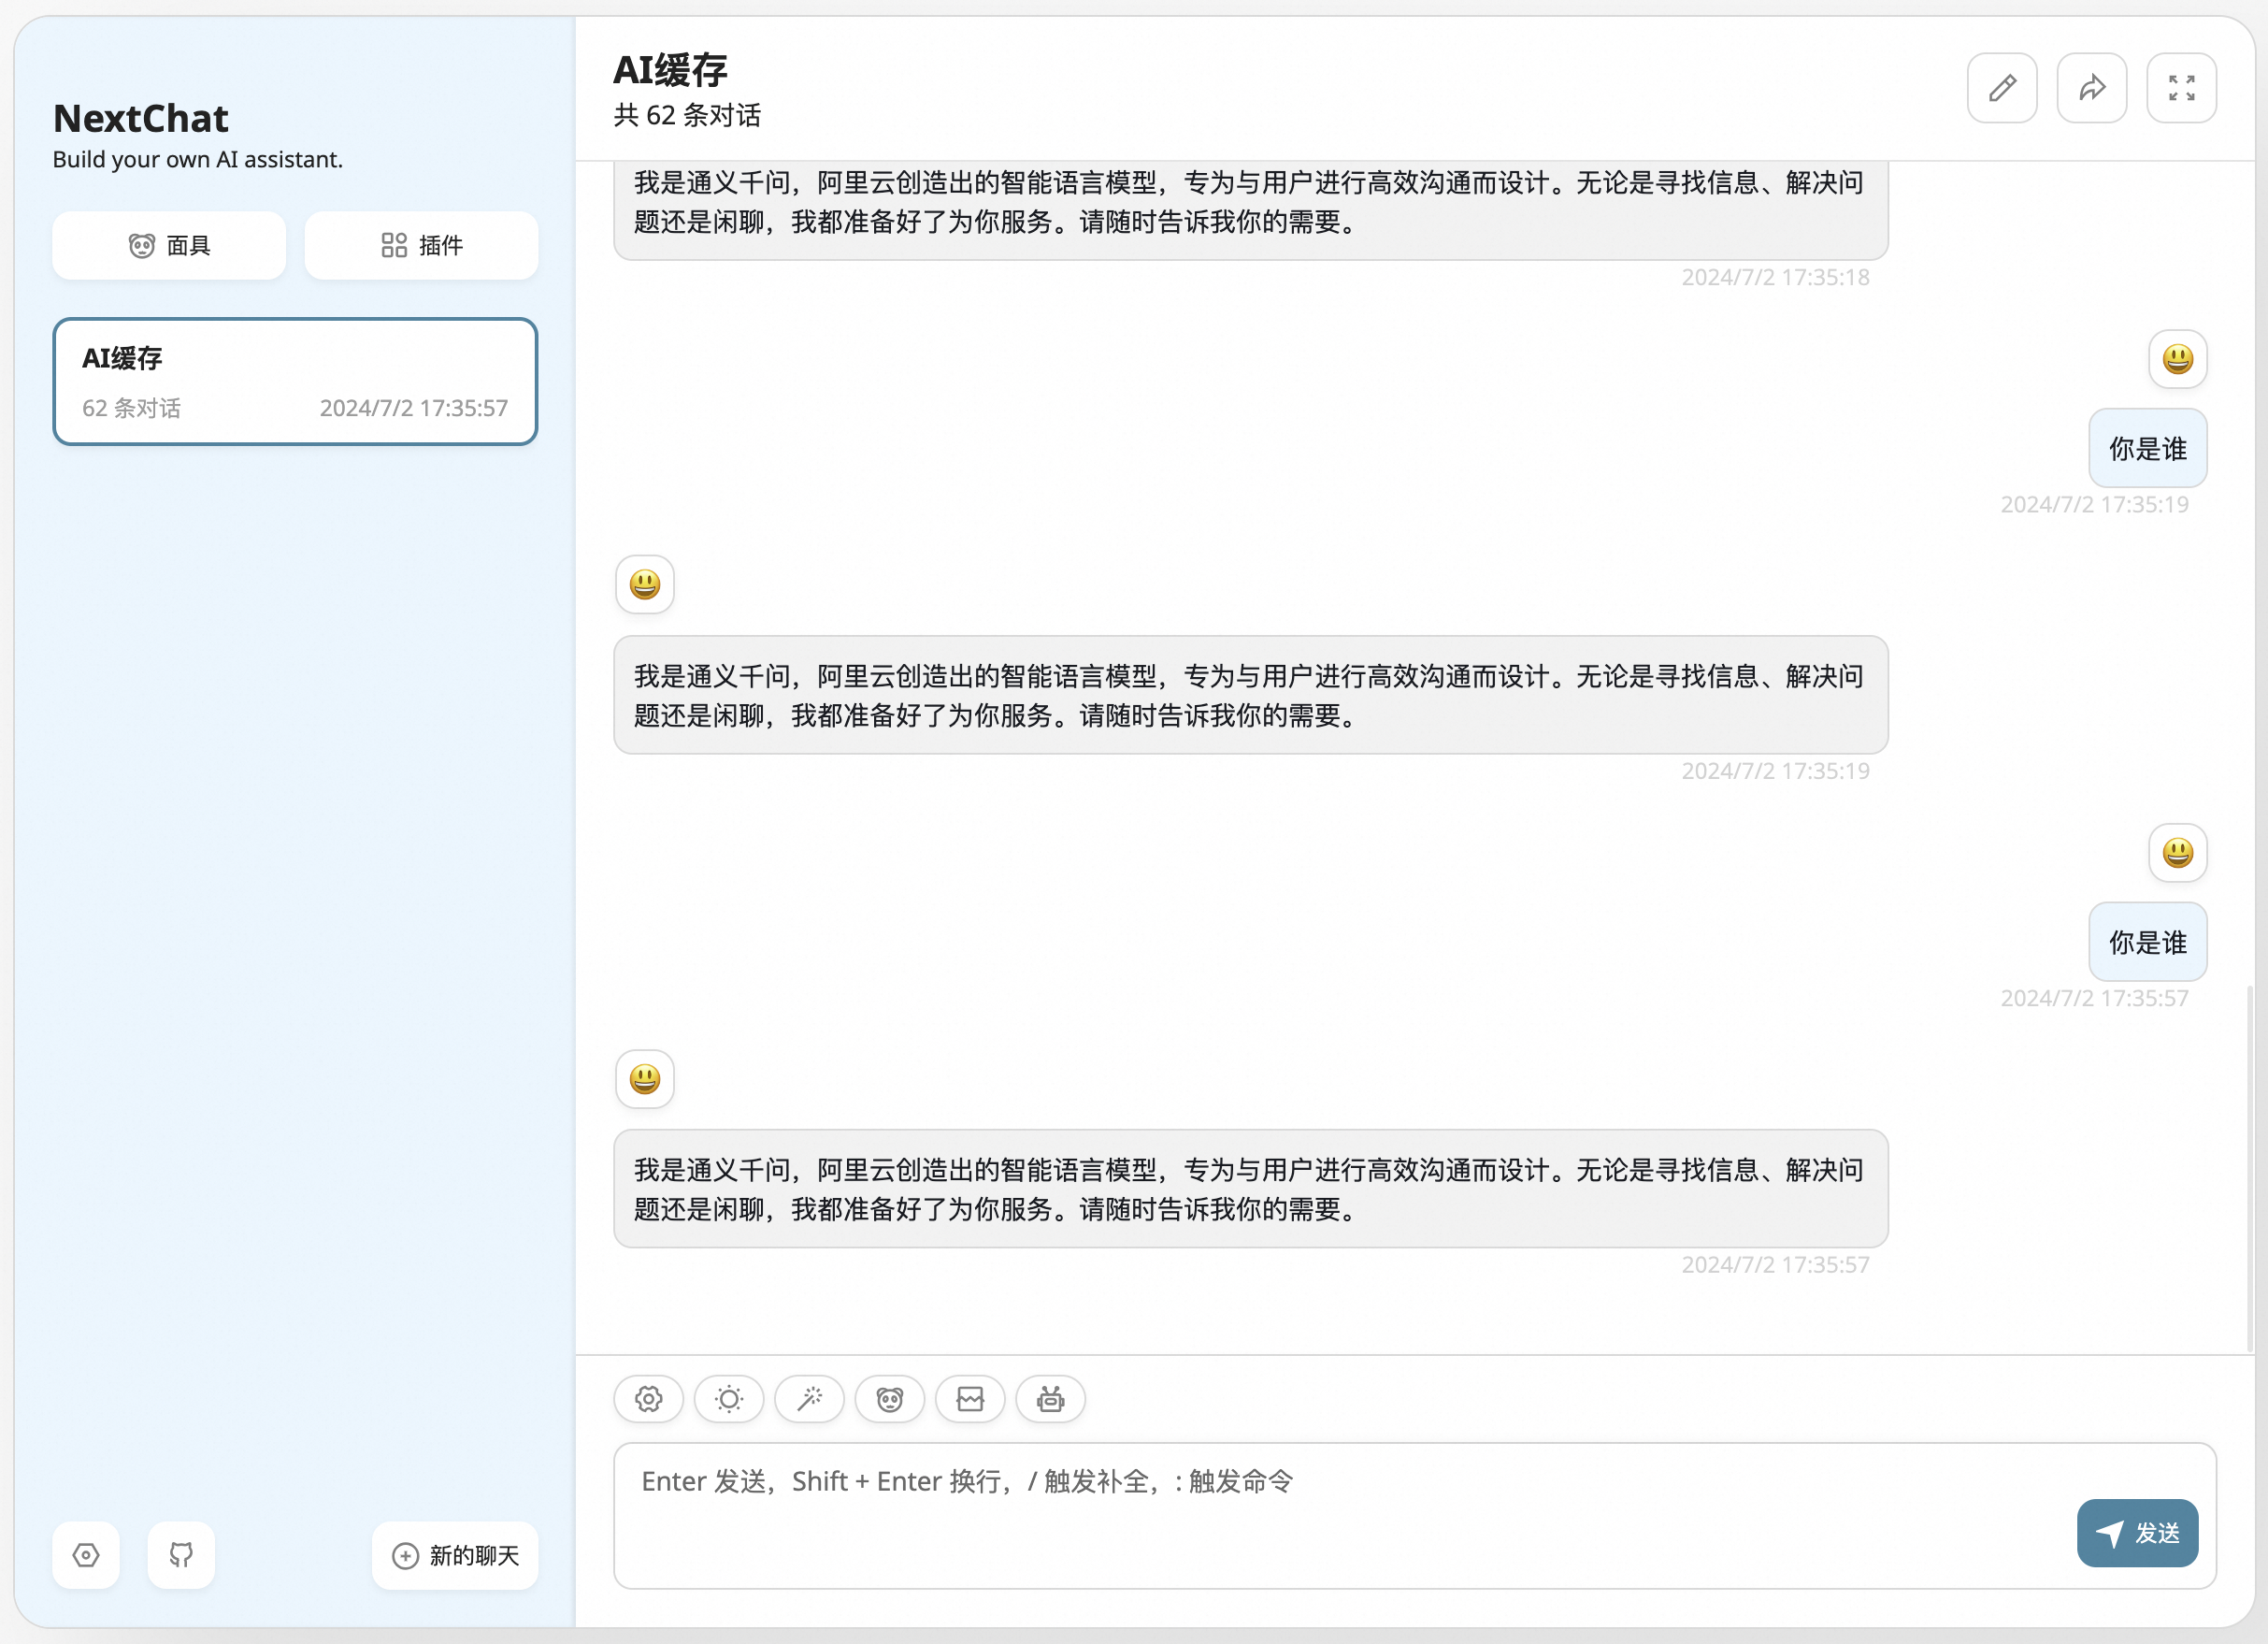 NextChat
Build your own AI assistant.
面具
插件
AI缓存
62 条对话
2024/7/2 17:35:57
新的聊天
AI缓存
共 62 条对话
我是通义千问，阿里云创造出的智能语言模型，专为与用户进行高效沟通而设计。无论是寻找信息、解决问
题还是闲聊，我都准备好了为你服务。请随时告诉我你的需要。
2024/7/2 17:35:18
你是谁
2024/7/2 17:35:19
我是通义千问，阿里云创造出的智能语言模型，专为与用户进行高效沟通而设计。无论是寻找信息、解决问
题还是闲聊，我都准备好了为你服务。请随时告诉我你的需要。
2024/7/2 17:35:19
你是谁
2024/7/2 17:35:57
我是通义千问，阿里云创造出的智能语言模型，专为与用户进行高效沟通而设计。无论是寻找信息、解决问
题还是闲聊，我都准备好了为你服务。请随时告诉我你的需要。
2024/7/2 17:35:57
Enter 发送，Shift + Enter 换行，/ 触发补全，: 触发命令
发送